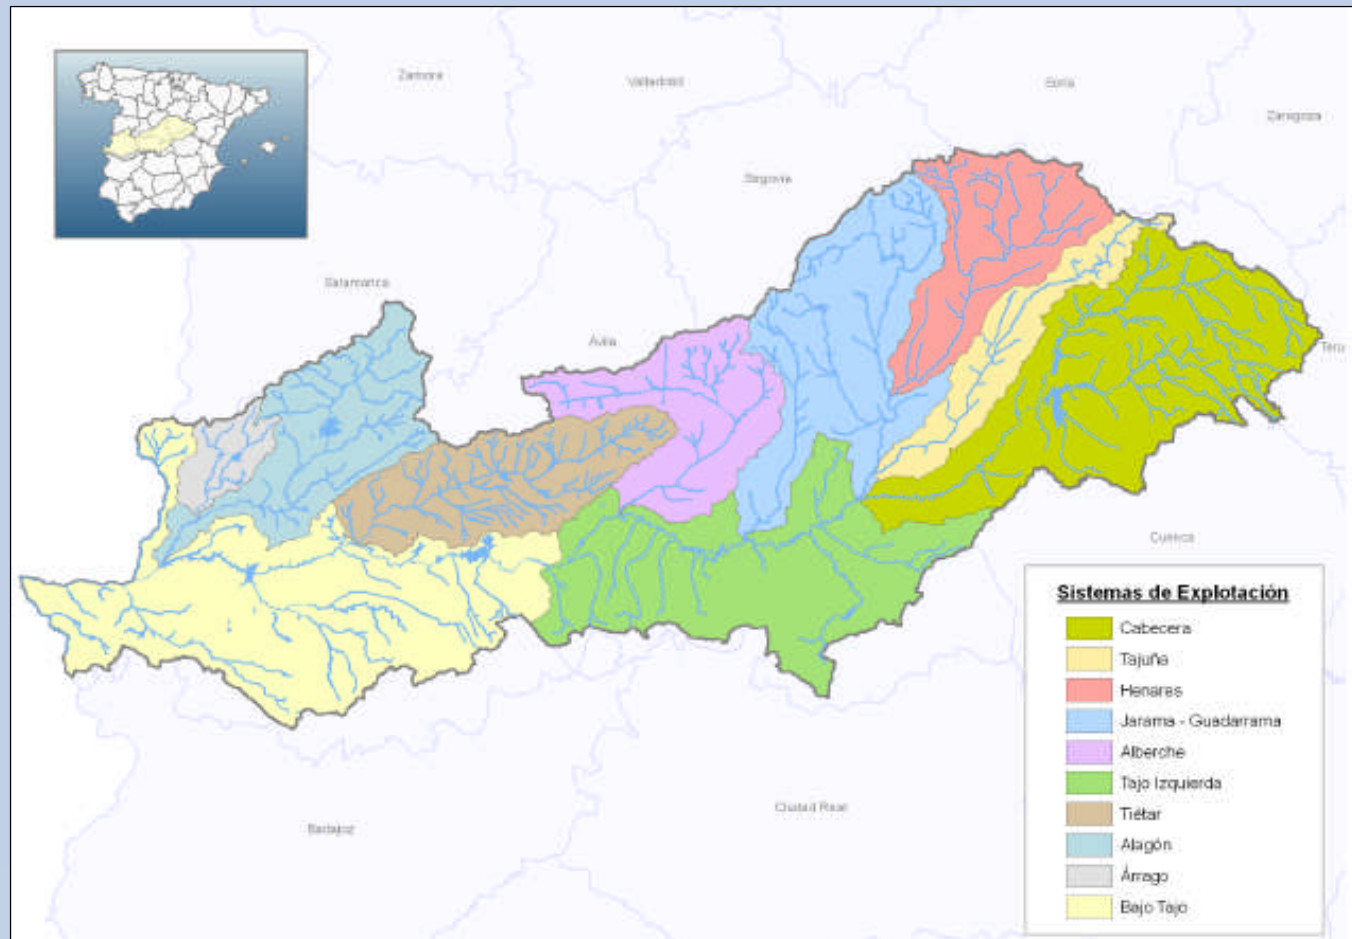 Zamora
Valladolid
Soria
Zaragoza
Segovia
Salamanca
Ávila
Teru
Cuenca
Ciudad Real
Badajoz
Sistemas de Explotación
Cabecera
Tajuña
Henares
Jarama - Guadarrama
Alberche
Tajo Izquierda
Tiétar
Alagón
Árrago
Bajo Tajo